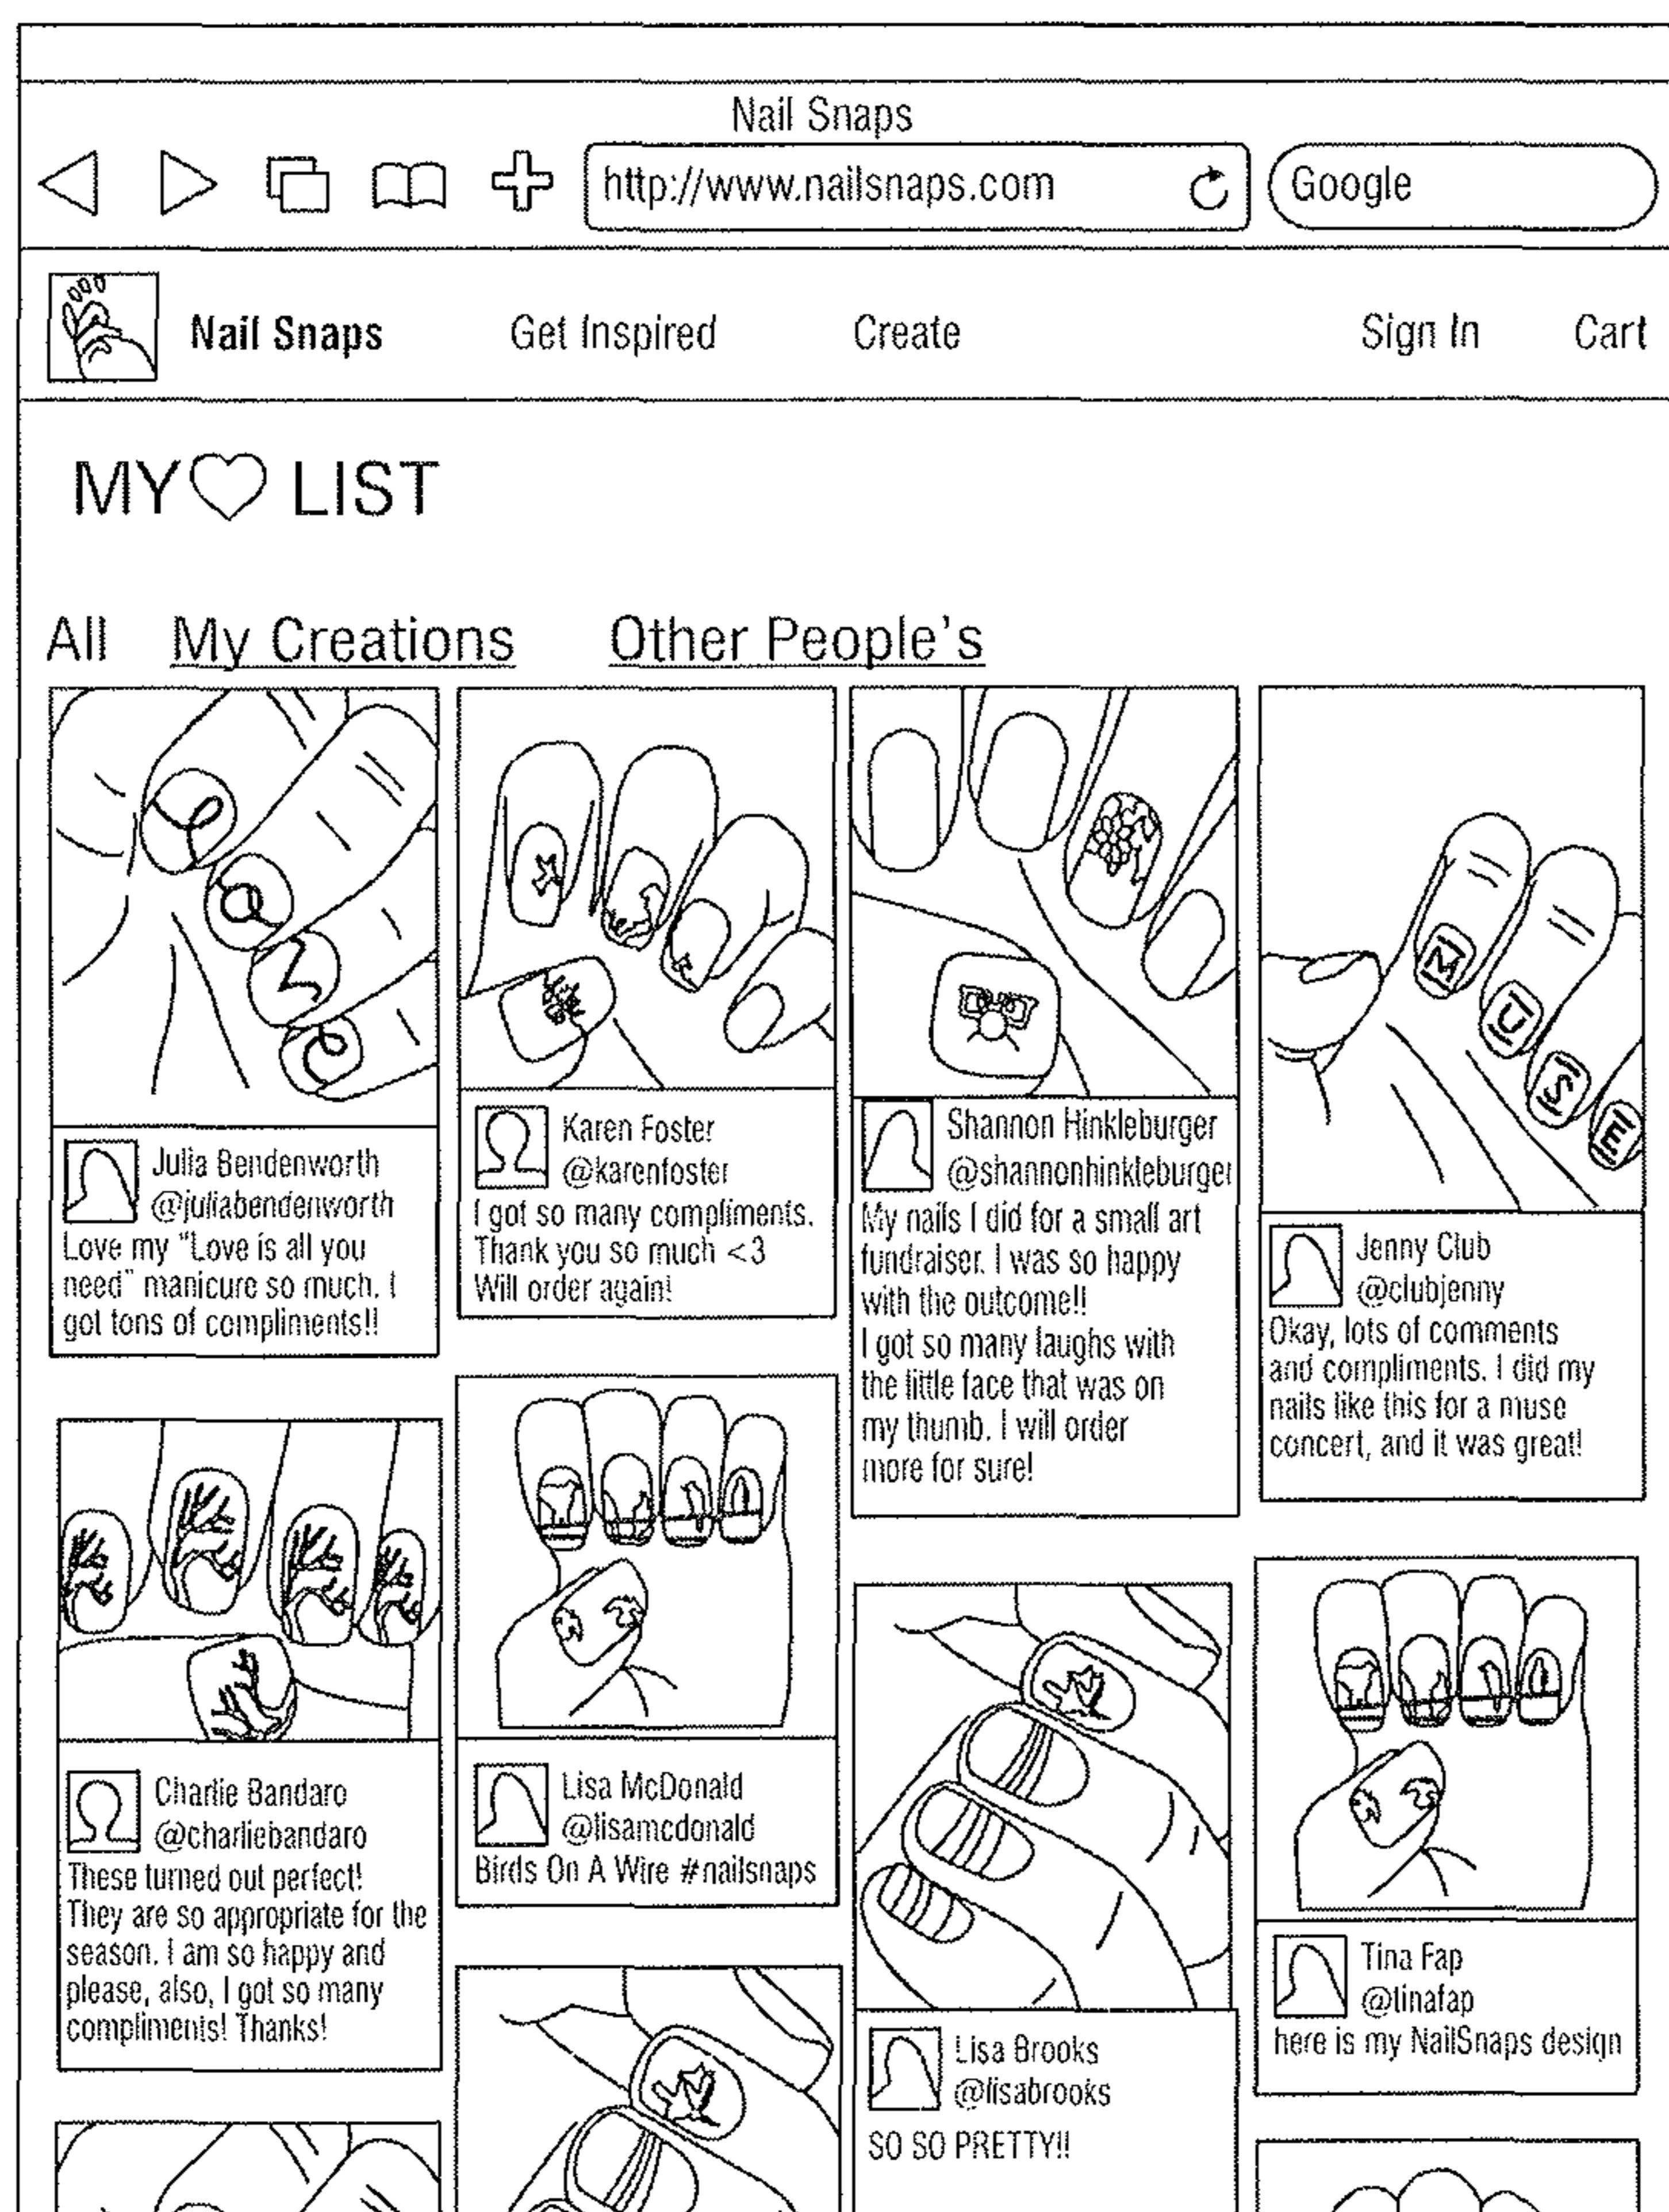 Nail Snaps
http://www.nailsnaps.com
Google
Nail Snaps Get Inspired Create Sign In Cart
MY♡ LIST
All My Creations Other People's
Julia Bendenworth
@juliabendenworth
Love my "Love is all you
need" manicure so much. I
got tons of compliments!!
Karen Foster
@karenfoster
I got so many compliments.
Thank you so much <3
Will order again!
Shannon Hinkleburger
@shannonhinkleburger
My nails I did for a small art
fundraiser. I was so happy
with the outcome!!
I got so many laughs with
the little face that was on
my thumb. I will order
more for sure!
M
U
S
E
Jenny Club
@clubjenny
Okay, lots of comments
and compliments. I did my
nails like this for a muse
concert, and it was great!
Charlie Bandaro
@charliebandaro
These turned out perfect!
They are so appropriate for the
season. I am so happy and
please, also, I got so many
compliments! Thanks!
Lisa McDonald
@lisamcdonald
Birds On A Wire #nailsnaps
Lisa Brooks
@lisabrooks
SO SO PRETTY!!
Tina Fap
@tinafap
here is my NailSnaps design